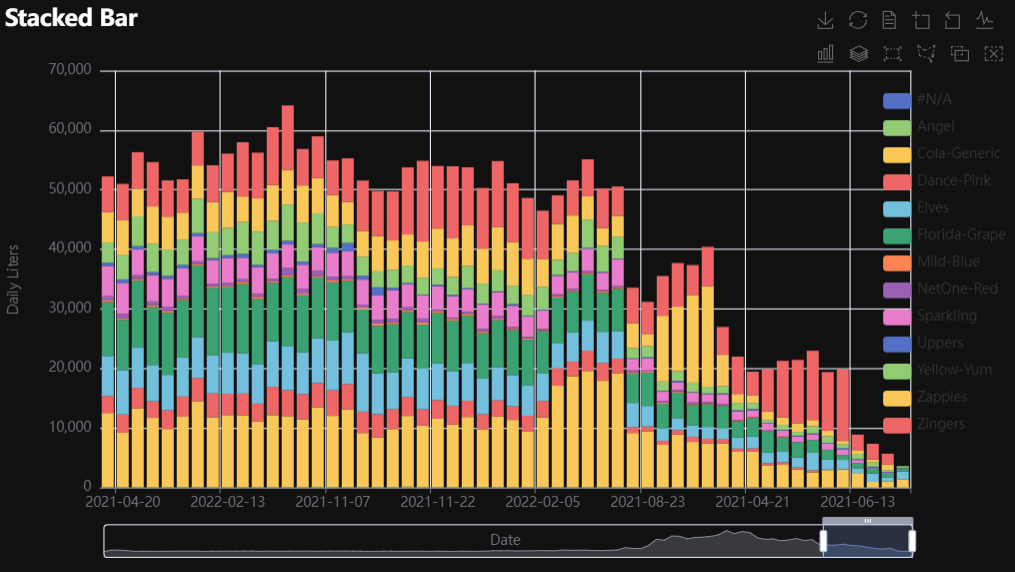 Stacked Bar
70,000
60,000
50,000
40,000
30,000
20,000
10,000
0
Daily Liters
#N/A
Angel
Cola-Generic
Dance-Pink
Elves
Florida-Grape
Mild-Blue
NetOne-Red
Sparkling
Uppers
Yellow-Yum
Zapples
Zingers
2021-04-20 2022-02-13 2021-11-07 2021-11-22 2022-02-05 2021-08-23 2021-04-21 2021-06-13
Date